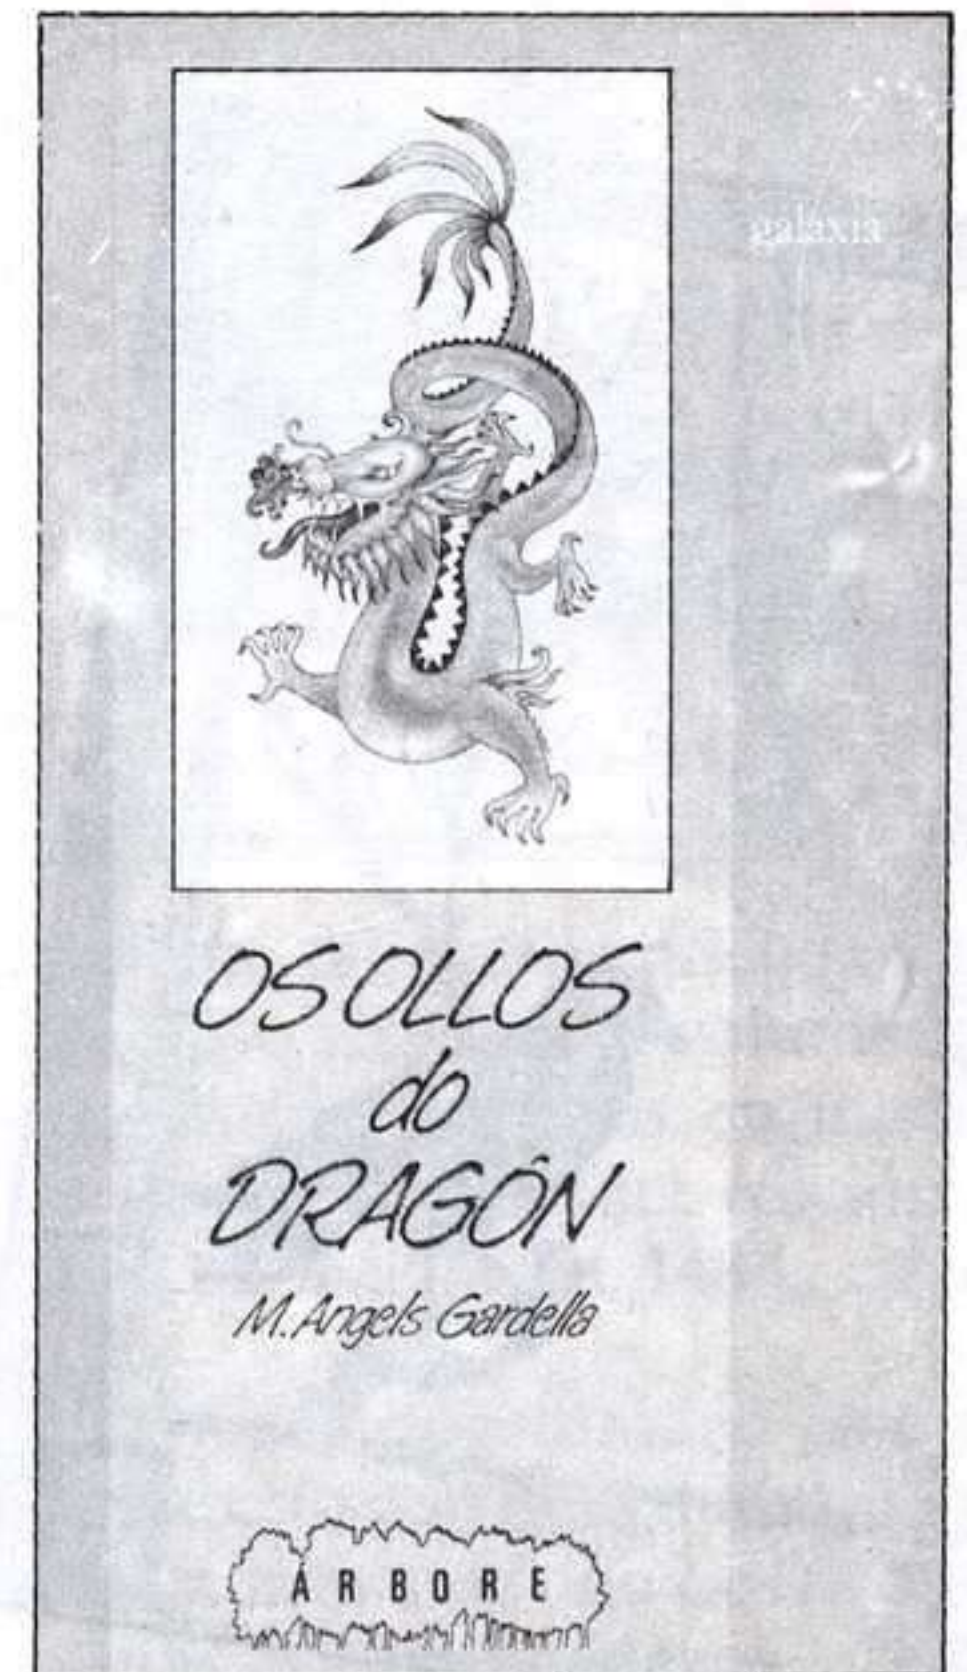 galaxia
OS OLLOS
do
DRAGÓN
M. Angels Gardella
ÁRBORE